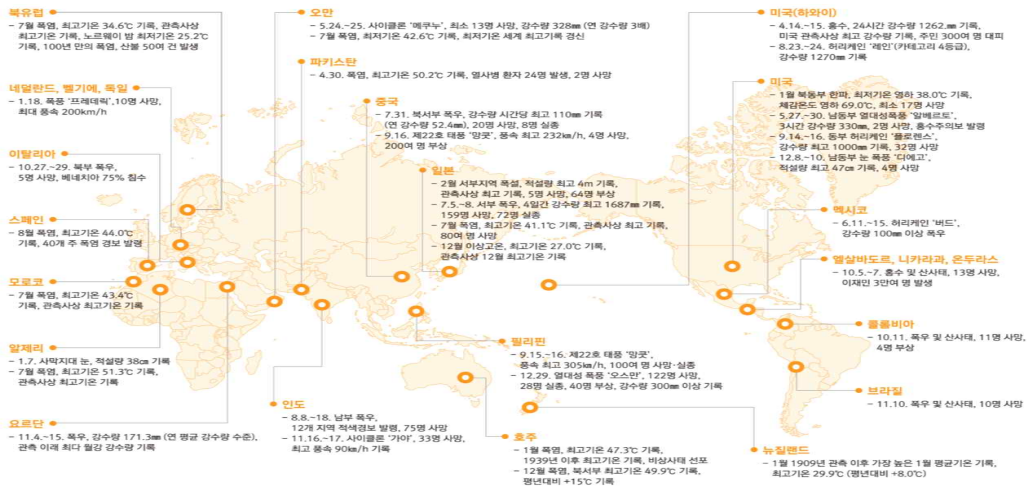 북유럽
- 7월 폭염, 최고기온 34.6℃ 기록, 관측사상
최고기온 기록, 노르웨이 밤 최저기온 25.2℃
기록, 100년 만의 폭염, 산불 50여 건 발생
네덜란드, 벨기에, 독일
- 1.18. 폭풍 '프레데릭',10명 사망,
최대 풍속 200km/h
이탈리아
- 10.27.~29. 북부 폭우,
5명 사망, 베네치아 75% 침수
스페인
- 8월 폭염, 최고기온 44.0℃
기록, 40개 주 폭염 경보 발령
모로코
- 7월 폭염, 최고기온 43.4℃
기록, 관측사상 최고기온 기록
알제리
- 1.7. 사막지대 눈, 적설량 38㎝ 기록
- 7월 폭염, 최고기온 51.3℃ 기록,
관측사상 최고기온 기록
요르단
- 11.4.~15. 폭우, 강수량 171.3㎜ (연 평균 강수량 수준),
관측 이래 최다 월강 강수량 기록
오만
- 5.24.~25. 사이클론 '메쿠누', 최소 13명 사망, 강수량 328㎜ (연 강수량 3배)
- 7월 폭염, 최저기온 42.6℃ 기록, 최저기온 세계 최고기록 경신
파키스탄
- 4.30. 폭염, 최고기온 50.2℃ 기록, 열사병 환자 24명 발생, 2명 사망
중국
- 7.31. 북서부 폭우, 강수량 시간당 최고 110㎜ 기록
(연 강수량 52.4㎜), 20명 사망, 8명 실종
- 9.16. 제22호 태풍 '망쿳', 풍속 최고 232km/h, 4명 사망,
200여 명 부상
일본
- 2월 서부지역 폭설, 적설량 최고 4m 기록,
관측사상 최고 기록, 5명 사망, 64명 부상
- 7.5.~8. 서부 폭우, 4일간 강수량 최고 1687㎜ 기록,
159명 사망, 72명 실종
- 7월 폭염, 최고기온 41.1℃ 기록, 관측사상 최고 기록,
80여 명 사망
- 12월 이상고온, 최고기온 27.0℃ 기록,
관측사상 12월 최고기온 기록
필리핀
- 9.15.~16. 제22호 태풍 '망쿳',
풍속 최고 305km/h, 100여 명 사망·실종
- 12.29. 열대성 폭풍 '오스만', 122명 사망,
28명 실종, 40명 부상, 강수량 300㎜ 이상 기록
인도
- 8.8.~18. 남부 폭우,
12개 지역 적색경보 발령, 75명 사망
- 11.16.~17. 사이클론 '가야', 33명 사망,
최고 풍속 90km/h 기록
호주
- 1월 폭염, 최고기온 47.3℃ 기록,
1939년 이후 최고기온 기록, 비상사태 선포
- 12월 폭염, 북서부 최고기온 49.9℃ 기록,
평년대비 +15℃ 기록
미국(하와이)
- 4.14.~15. 홍수, 24시간 강수량 1262.㎜ 기록,
미국 관측사상 최고 강수량 기록, 주민 300여 명 대피
- 8.23.~24. 허리케인 '레인'(카테고리 4등급),
강수량 1270㎜ 기록
미국
- 1월 북동부 한파, 최저기온 영하 38.0℃ 기록,
체감온도 영하 69.0℃, 최소 17명 사망
- 5.27.~30. 남동부 열대성폭풍 '알베르토',
3시간 강수량 330㎜, 2명 사망, 홍수주의보 발령
- 9.14.~16. 동부 허리케인 '플로렌스',
강수량 최고 1000㎜ 기록, 32명 사망
- 12.8.~10. 남동부 눈 폭풍 '디에고',
적설량 최고 47㎝ 기록, 4명 사망
멕시코
- 6.11.~15. 허리케인 '버드',
강수량 100㎜ 이상 폭우
엘살바도르, 니카라과, 온두라스
- 10.5.~7. 홍수 및 산사태, 13명 사망,
이재민 3만여 명 발생
콜롬비아
- 10.11. 폭우 및 산사태, 11명 사망,
4명 부상
브라질
- 11.10. 폭우 및 산사태, 10명 사망
뉴질랜드
- 1월 1909년 관측 이후 가장 높은 1월 평균기온 기록,
최고기온 29.9℃ (평년대비 +8.0℃)